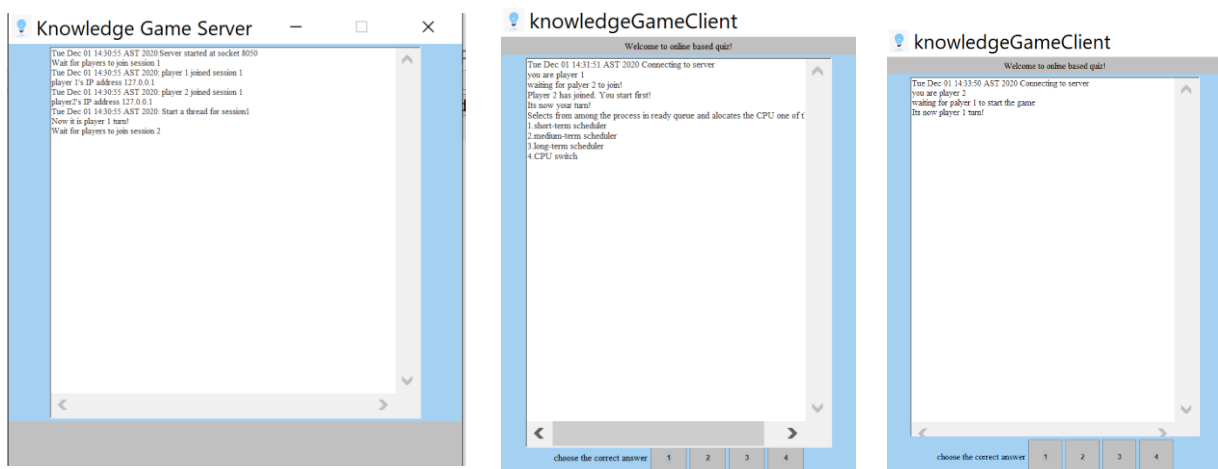 Knowledge Game Server
Tue Dec 01 14:30:55 AST 2020:Server started at socket 8050
Wait for players to join session 1
Tue Dec 01 14:30:55 AST 2020: player 1 joined session 1
player 1's IP address 127.0.0.1
Tue Dec 01 14:30:55 AST 2020: player 2 joined session 1
player2's IP address 127.0.0.1
Tue Dec 01 14:30:55 AST 2020: Start a thread for session1
Now it is player 1 turn!
Wait for players to join session 2
knowledgeGameClient
Welcome to online based quiz!
Tue Dec 01 14:31:51 AST 2020 Connecting to server
you are player 1
waiting for palyer 2 to join!
Player 2 has joined. You start first!
Its now your turn!
Selects from among the process in ready queue and alocates the CPU one of t
1.short-term scheduler
2.medium-term scheduler
3.long-term scheduler
4.CPU switch
choose the correct answer 1 2 3 4
knowledgeGameClient
Welcome to online based quiz!
Tue Dec 01 14:33:50 AST 2020 Connecting to server
you are player 2
waiting for palyer 1 to start the game
Its now player 1 turn!
choose the correct answer 1 2 3 4